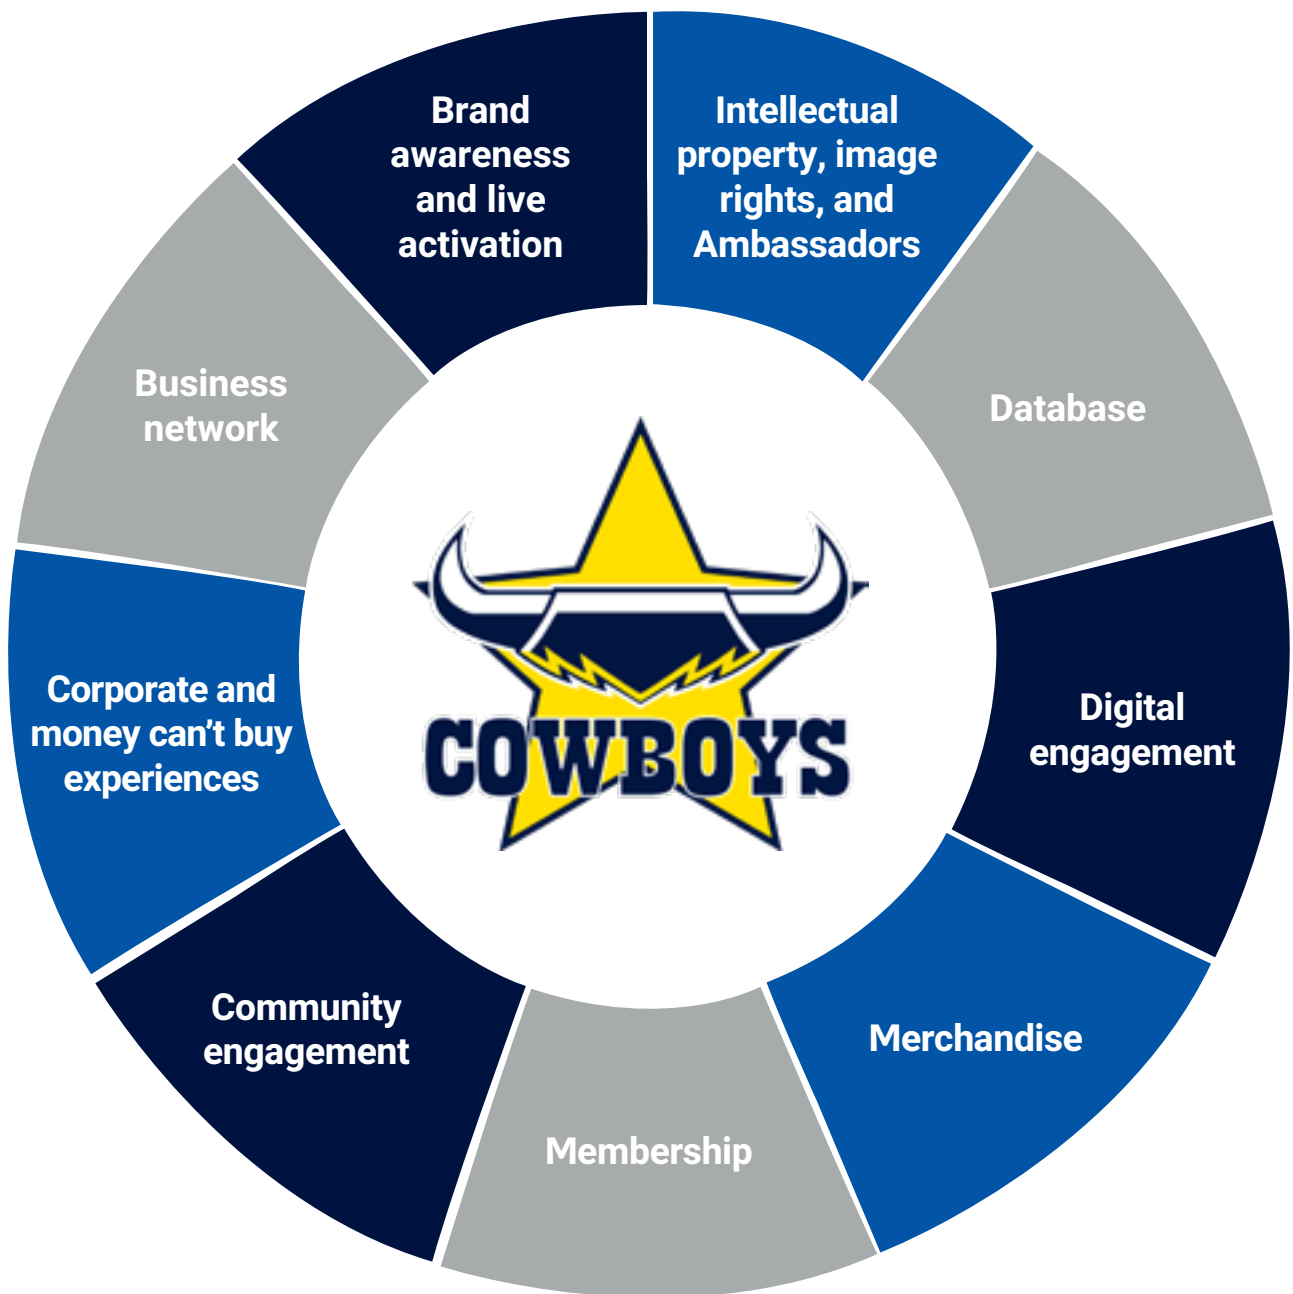 Brand
awareness
and live
activation
Intellectual
property, image
rights, and
Ambassadors
Database
Digital
engagement
Merchandise
Membership
Community
engagement
Corporate and
money can’t buy
experiences
Business
network
COWBOYS